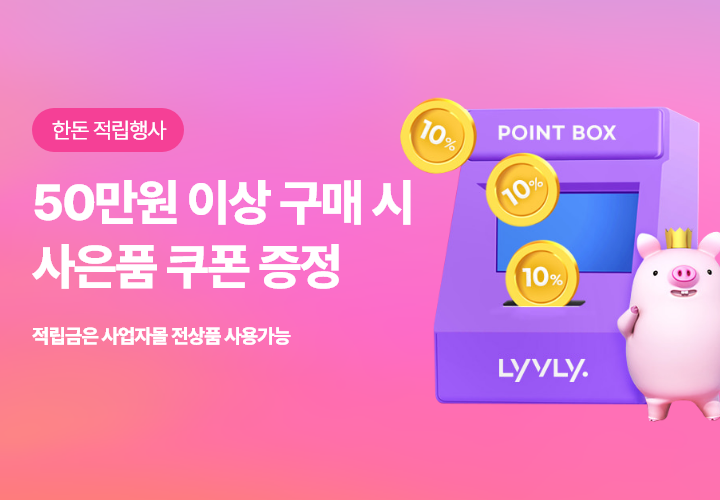 한돈 적립행사
50만원 이상 구매 시
사은품 쿠폰 증정
적립금은 사업자몰 전상품 사용가능
10%
POINT BOX
10%
10%
LYVLY.